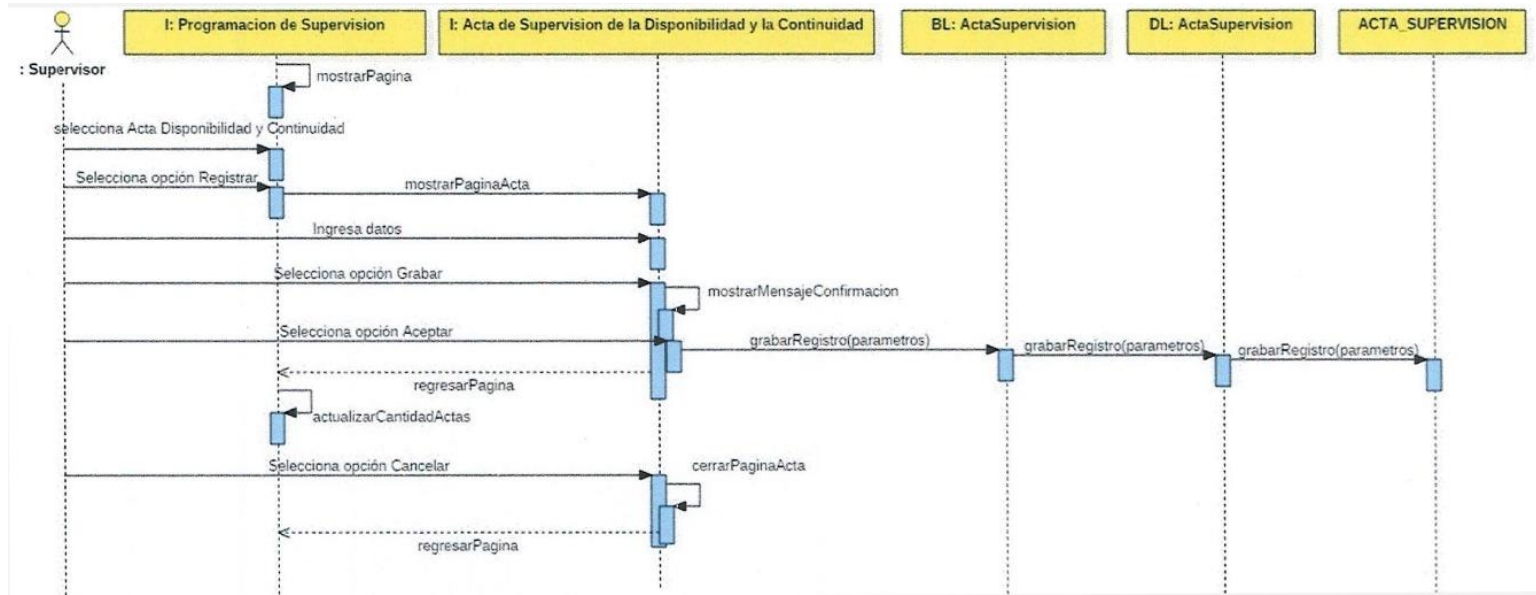 I: Programacion de Supervision
I: Acta de Supervision de la Disponibilidad y la Continuidad
BL: ActaSupervision
DL: ActaSupervision
ACTA_SUPERVISION
: Supervisor
mostrarPagina
selecciona Acta Disponibilidad y Continuidad
Selecciona opción Registrar
mostrarPaginaActa
Ingresa datos
Selecciona opción Grabar
mostrarMensajeConfirmacion
Selecciona opción Aceptar
grabarRegistro(parametros)
grabarRegistro(parametros)
grabarRegistro(parametros)
regresarPagina
actualizarCantidadActas
Selecciona opción Cancelar
cerrarPaginaActa
regresarPagina